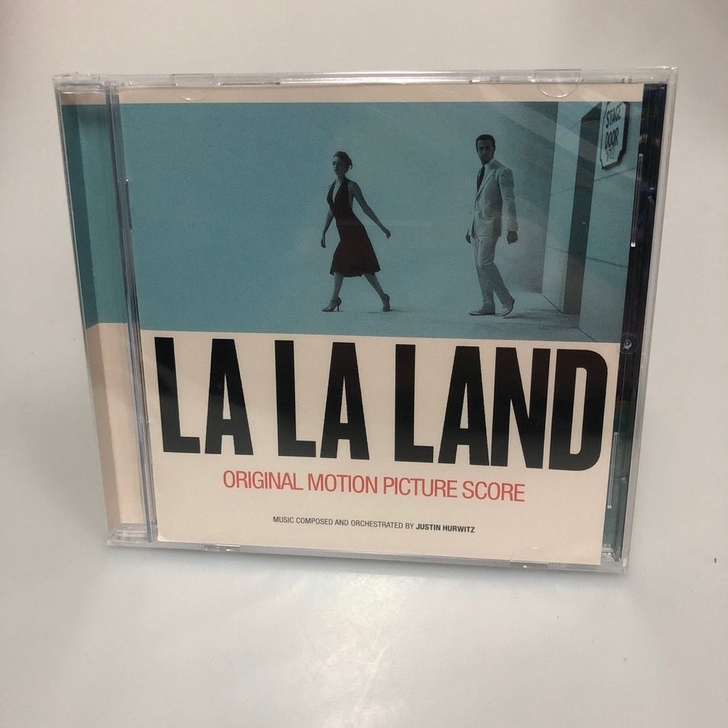 STAGE
DOOR
LA LA LAND
ORIGINAL MOTION PICTURE SCORE
MUSIC COMPOSED AND ORCHESTRATED BY JUSTIN HURWITZ